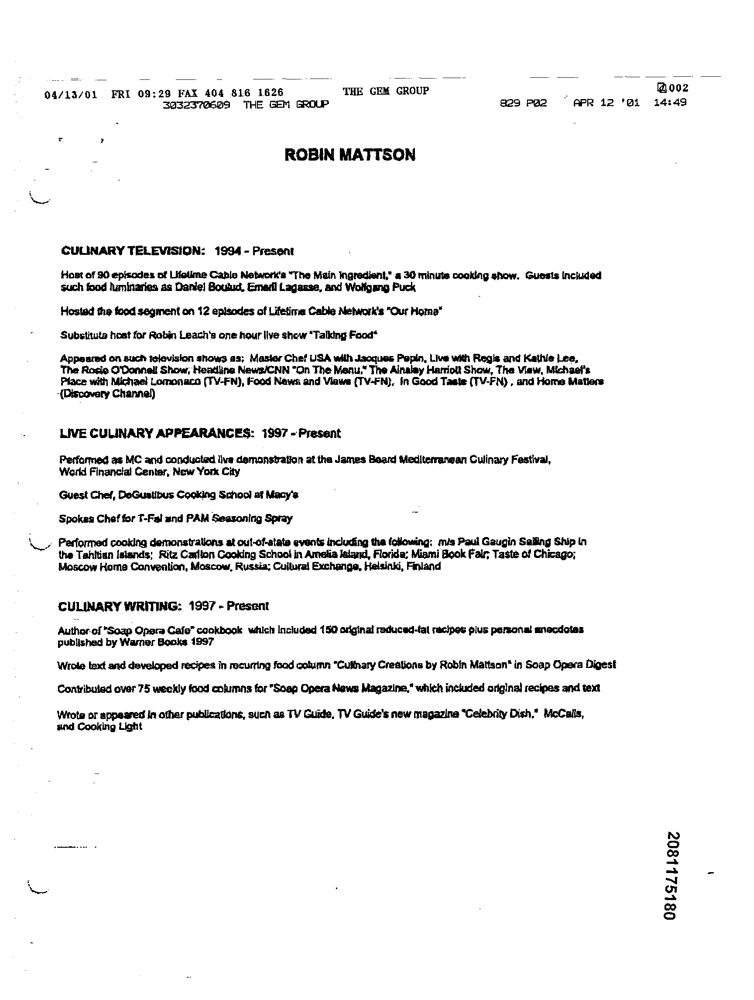 04/13/01 FRI 09:29 FAX 404 816 1626 THE GEM GROUP 002
3032370609 THE GEM GROUP 829 P02 APR 12 '01 14:49
ROBIN MATTSON
CULINARY TELEVISION: 1994 - Present
Host of 90 episodes of Lifetime Cable Network's "The Main Ingredient," a 30 minute cooking show. Guests included
such food luminaries as Daniel Boulud, Emeril Lagasse, and Wolfgang Puck
Hosted the food segment on 12 episodes of Lifetime Cable Network's "Our Home"
Substitute host for Robin Leach's one hour live show "Talking Food"
Appeared on such television shows as: Master Chef USA with Jacques Pepin, Live with Regis and Kathie Lee,
The Rosie O'Donnell Show, Headline News/CNN "On The Menu," The Ainsley Harriott Show, The View, Michael's
Place with Michael Lomonaco (TV-FN), Food News and Views (TV-FN), In Good Taste (TV-FN) , and Home Matters
(Discovery Channel)
LIVE CULINARY APPEARANCES: 1997 - Present
Performed as MC and conducted live demonstration at the James Beard Mediterranean Culinary Festival,
World Financial Center, New York City
Guest Chef, DeGustibus Cooking School at Macy's
Spokes Chef for T-Fal and PAM Seasoning Spray
Performed cooking demonstrations at out-of-state events including the following: m/s Paul Gaugin Sailing Ship in
the Tahitian Islands; Ritz Carlton Cooking School in Amelia Island, Florida; Miami Book Fair; Taste of Chicago;
Moscow Home Convention, Moscow, Russia; Cultural Exchange, Helsinki, Finland
CULINARY WRITING: 1997 - Present
Author of "Soap Opera Cafe" cookbook which included 150 original reduced-fat recipes plus personal anecdotes
published by Warner Books 1997
Wrote text and developed recipes in recurring food column "Culinary Creations by Robin Mattson" in Soap Opera Digest
Contributed over 75 weekly food columns for "Soap Opera News Magazine," which included original recipes and text
Wrote or appeared in other publications, such as TV Guide, TV Guide's new magazine "Celebrity Dish," McCalls,
and Cooking Light
2081175180